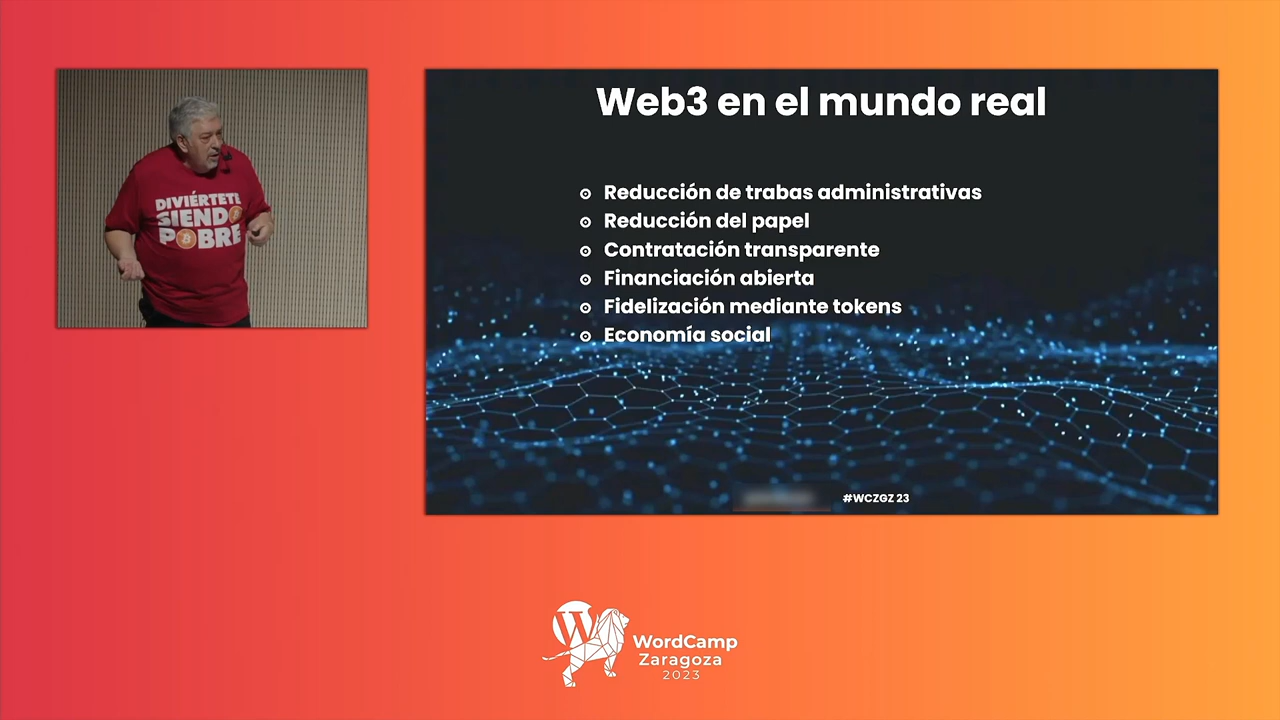 DIVIÉRTETE
SIENDO
POBRE
Web3 en el mundo real
Reducción de trabas administrativas
Reducción del papel
Contratación transparente
Financiación abierta
Fidelización mediante tokens
Economía social
#WCZGZ 23
WordCamp
Zaragoza
2023